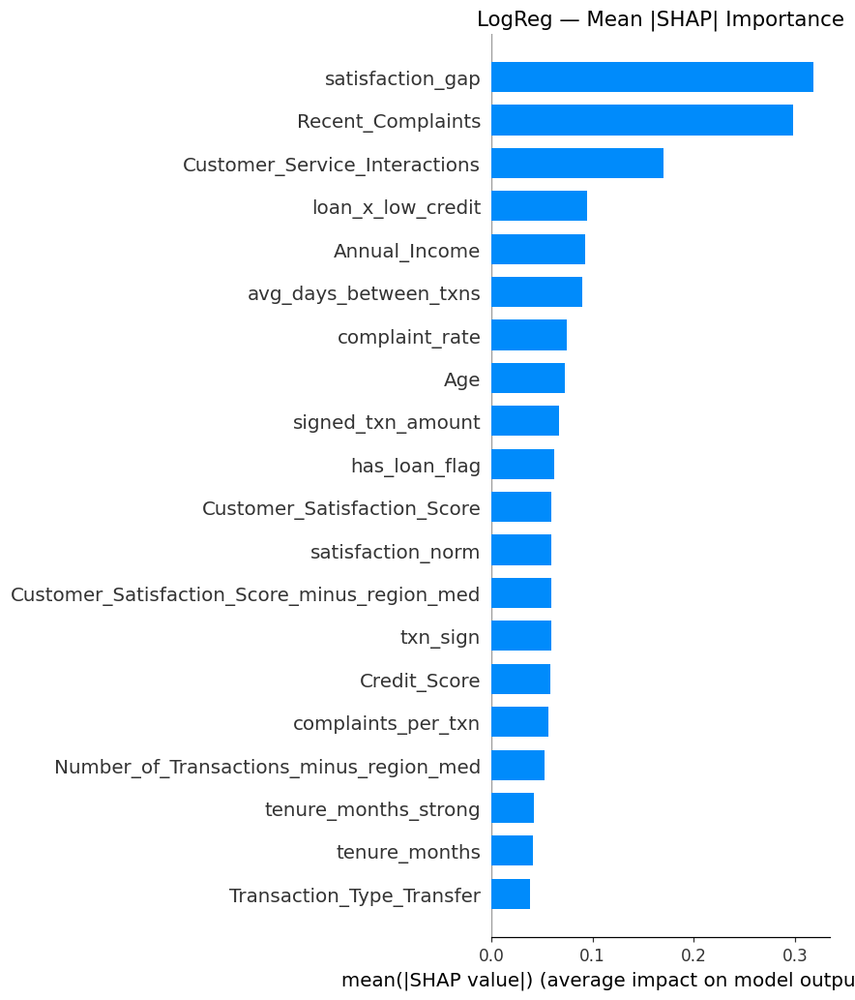 LogReg — Mean |SHAP| Importance
satisfaction_gap
Recent_Complaints
Customer_Service_Interactions
loan_x_low_credit
Annual_Income
avg_days_between_txns
complaint_rate
Age
signed_txn_amount
has_loan_flag
Customer_Satisfaction_Score
satisfaction_norm
Customer_Satisfaction_Score_minus_region_med
txn_sign
Credit_Score
complaints_per_txn
Number_of_Transactions_minus_region_med
tenure_months_strong
tenure_months
Transaction_Type_Transfer
0.0 0.1 0.2 0.3
mean(|SHAP value|) (average impact on model outpu